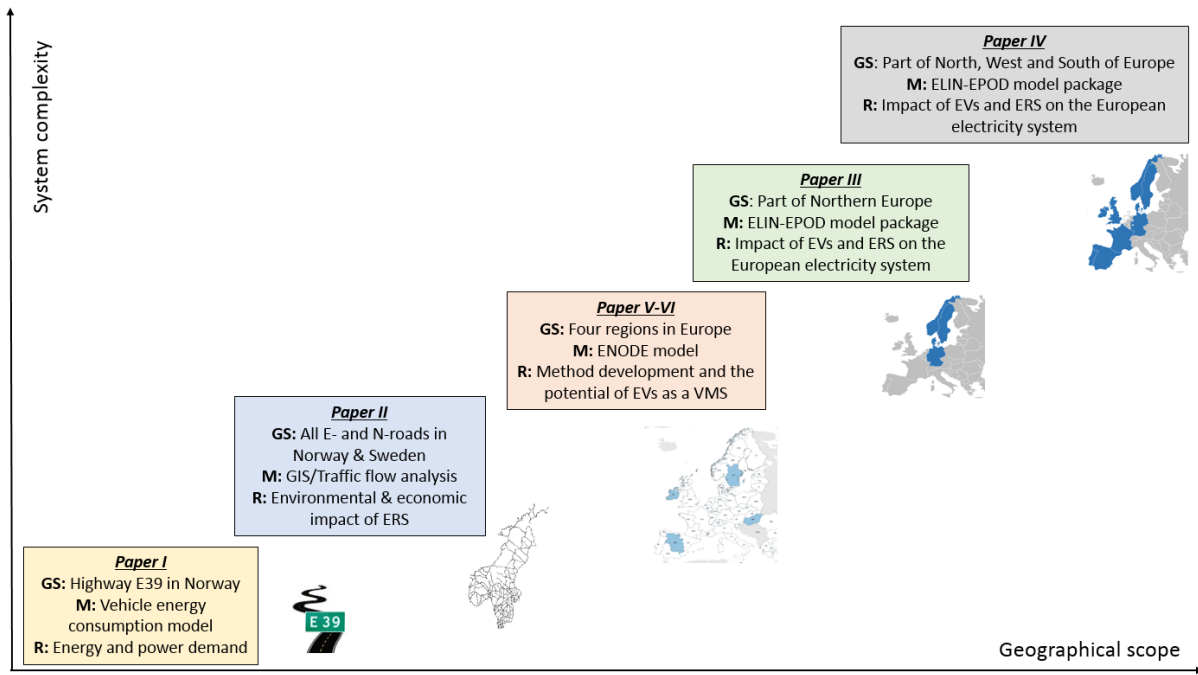 System complexity
Paper IV
GS: Part of North, West and South of Europe
M: ELIN-EPOD model package
R: Impact of EVs and ERS on the European
electricity system
Paper III
GS: Part of Northern Europe
M: ELIN-EPOD model package
R: Impact of EVs and ERS on the
European electricity system
Paper V-VI
GS: Four regions in Europe
M: ENODE model
R: Method development and the
potential of EVs as a VMS
Paper II
GS: All E- and N-roads in
Norway & Sweden
M: GIS/Traffic flow analysis
R: Environmental & economic
impact of ERS
Paper I
GS: Highway E39 in Norway
M: Vehicle energy
consumption model
R: Energy and power demand
E 39
Geographical scope